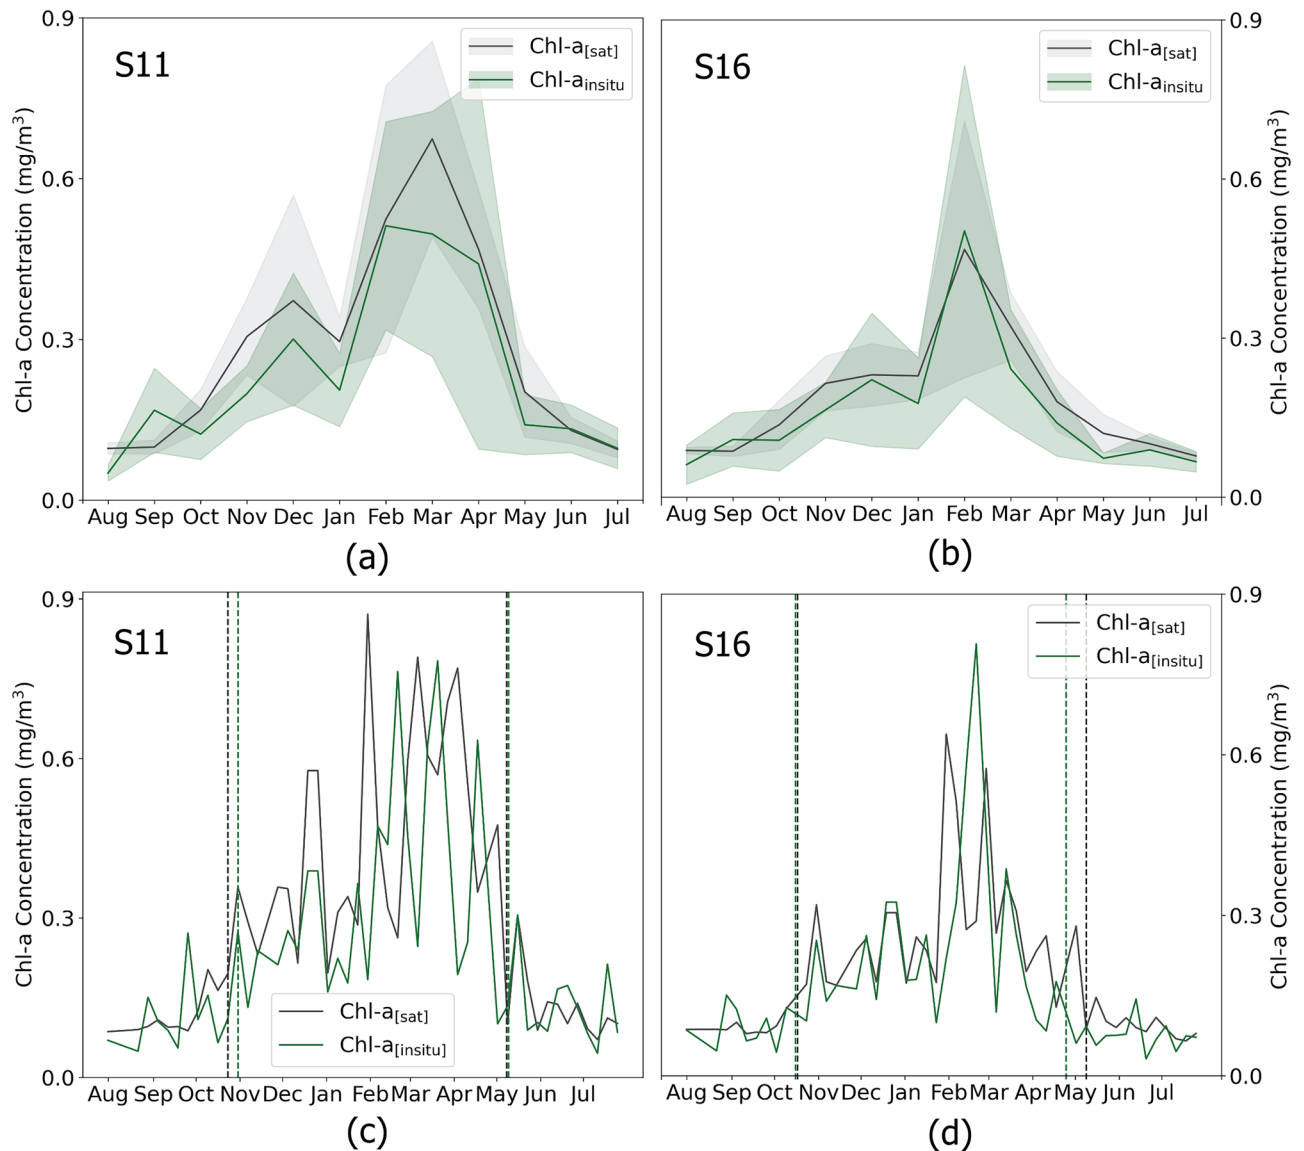 S11
Chl-a[sat]
Chl-ainsitu
Chl-a Concentration (mg/m³)
0.9
0.6
0.3
0.0
Aug Sep Oct Nov Dec Jan Feb Mar Apr May Jun Jul
(a)
S16
Chl-a[sat]
Chl-ainsitu
Chl-a Concentration (mg/m³)
0.9
0.6
0.3
0.0
Aug Sep Oct Nov Dec Jan Feb Mar Apr May Jun Jul
(b)
S11
Chl-a[sat]
Chl-a[insitu]
Chl-a Concentration (mg/m³)
0.9
0.6
0.3
0.0
Aug Sep Oct Nov Dec Jan Feb Mar Apr May Jun Jul
(c)
S16
Chl-a[sat]
Chl-a[insitu]
Chl-a Concentration (mg/m³)
0.9
0.6
0.3
0.0
Aug Sep Oct Nov Dec Jan Feb Mar Apr May Jun Jul
(d)